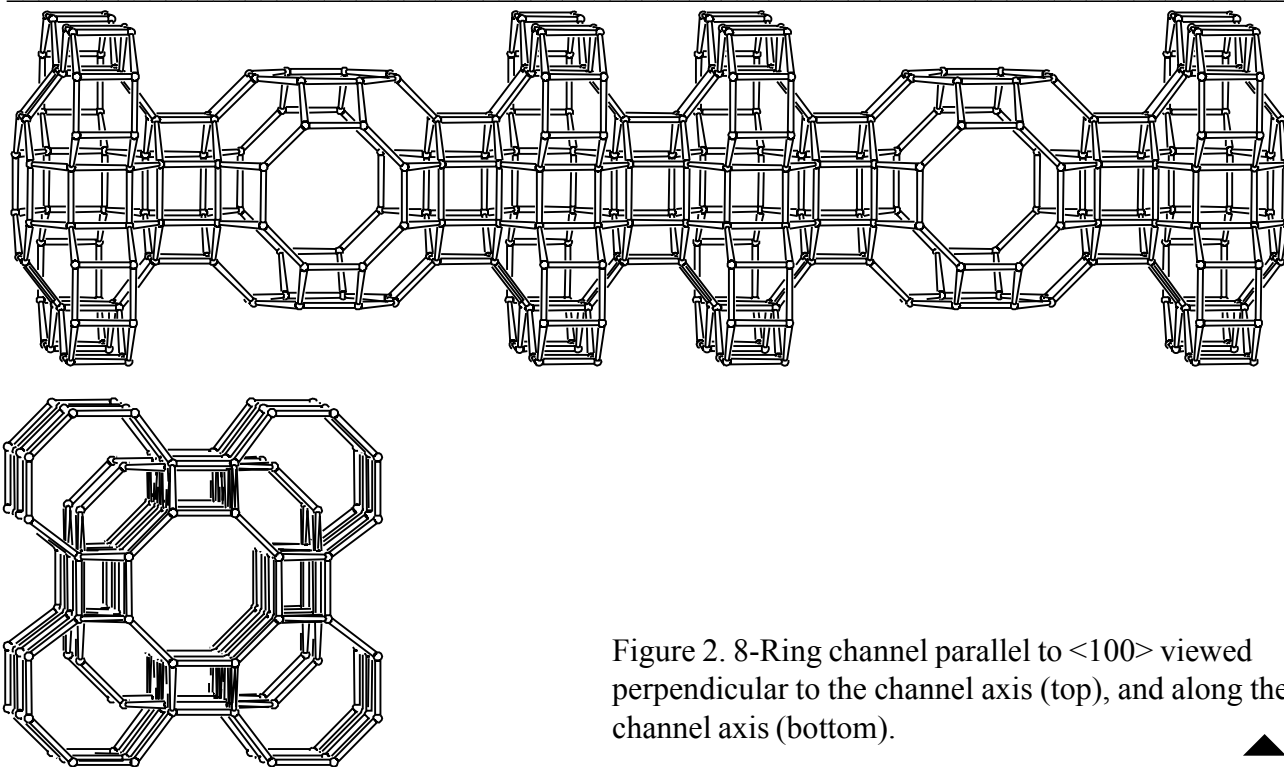 Figure 2. 8-Ring channel parallel to <100> viewed
perpendicular to the channel axis (top), and along the
channel axis (bottom).